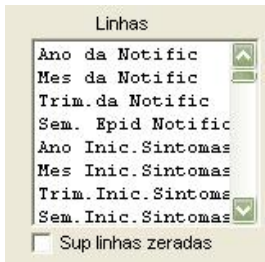 Linhas
Ano da Notific
Mes da Notific
Trim.da Notific
Sem. Epid Notific
Ano Inic.Sintomas
Mes Inic.Sintomas
Trim.Inic.Sintoma
Sem.Inic.Sintomas
Sup linhas zeradas